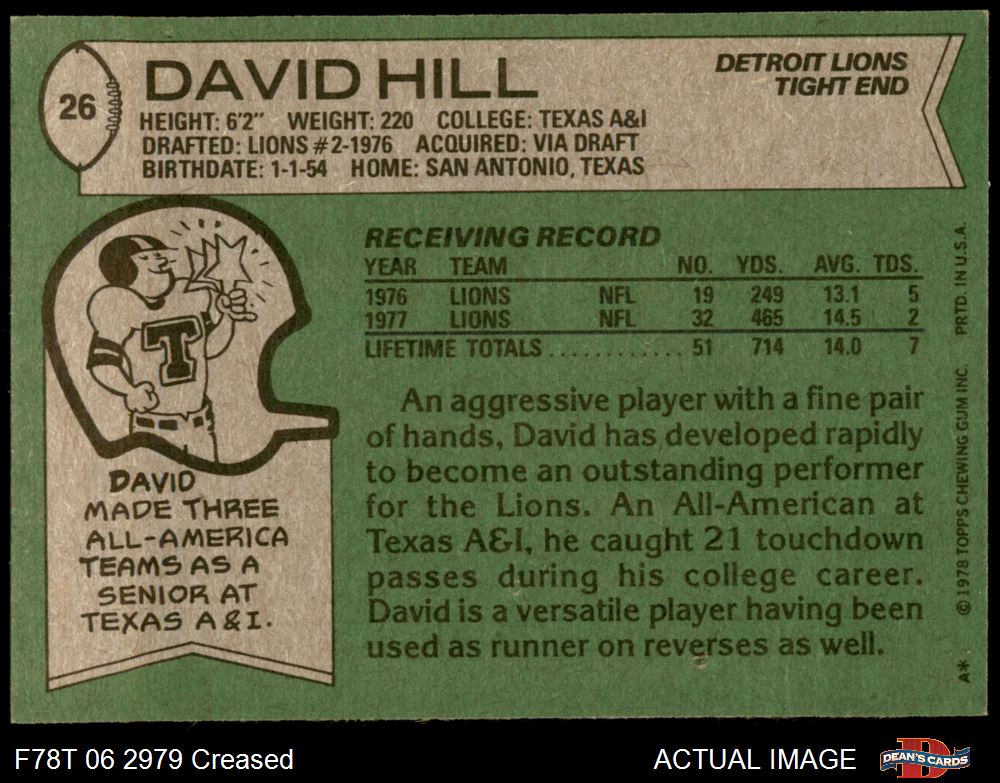 26
DAVID HILL
DETROIT LIONS
TIGHT END
HEIGHT: 6'2" WEIGHT: 220 COLLEGE: TEXAS A&I
DRAFTED: LIONS #2-1976 ACQUIRED: VIA DRAFT
BIRTHDATE: 1-1-54 HOME: SAN ANTONIO, TEXAS
T
DAVID
MADE THREE
ALL-AMERICA
TEAMS AS A
SENIOR AT
TEXAS A&I.
RECEIVING RECORD
YEAR TEAM NO. YDS. AVG. TDS.
1976 LIONS NFL 19 249 13.1 5
1977 LIONS NFL 32 465 14.5 2
LIFETIME TOTALS ............ 51 714 14.0 7
An aggressive player with a fine pair
of hands, David has developed rapidly
to become an outstanding performer
for the Lions. An All-American at
Texas A&I, he caught 21 touchdown
passes during his college career.
David is a versatile player having been
used as runner on reverses as well.
A* © 1978 TOPPS CHEWING GUM INC. PRTD. IN U.S.A.
F78T 06 2979 Creased
ACTUAL IMAGE
D
DEAN'S CARDS